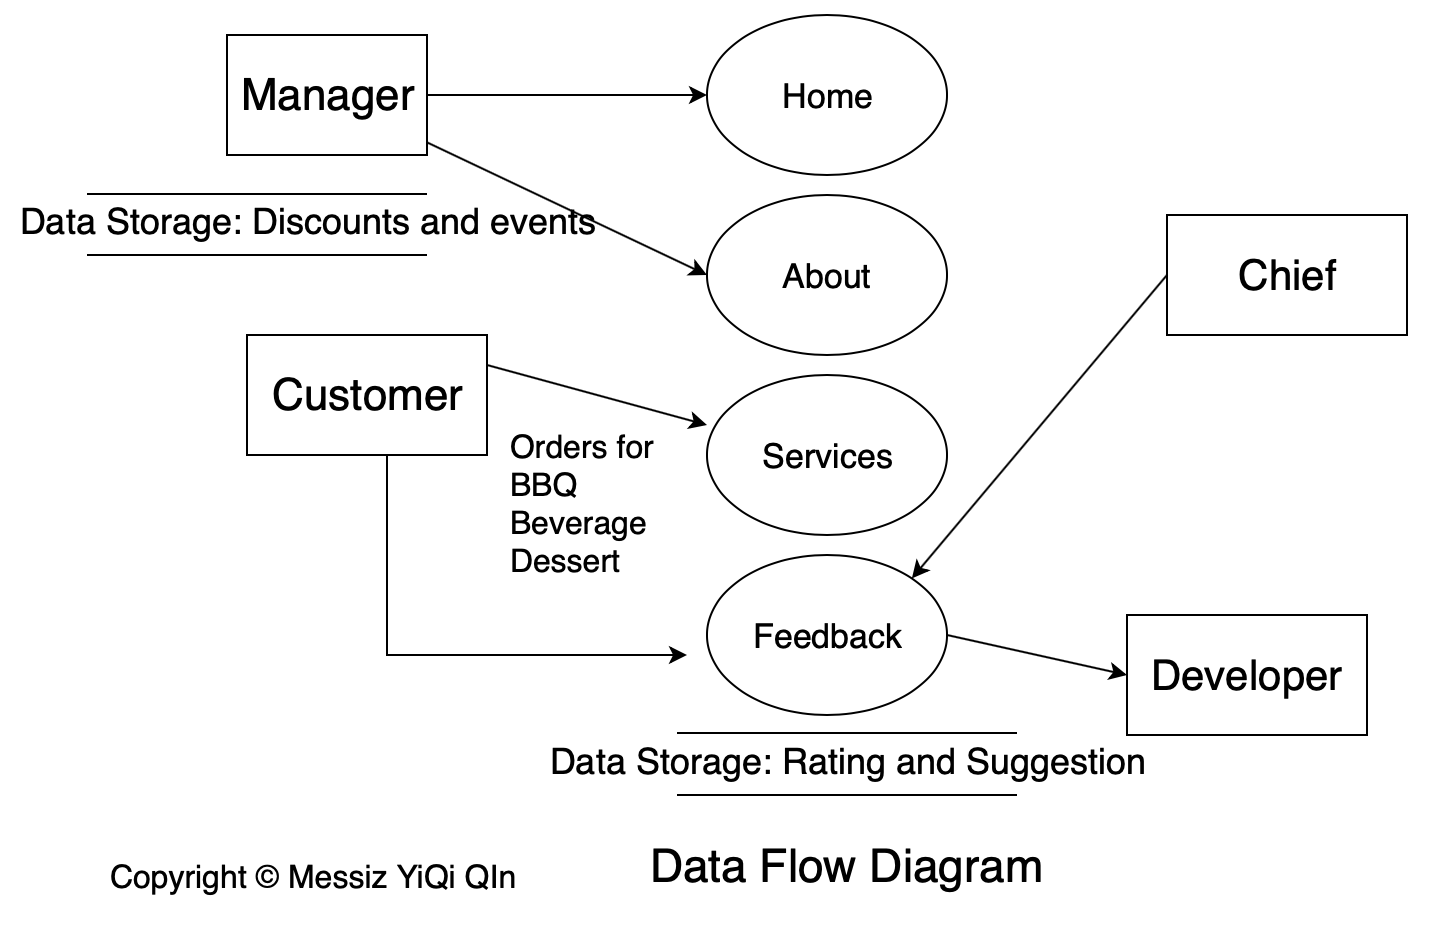 Manager
Home
Data Storage: Discounts and events
About
Chief
Customer
Orders for
BBQ
Beverage
Dessert
Services
Feedback
Developer
Data Storage: Rating and Suggestion
Data Flow Diagram
Copyright © Messiz YiQi QIn